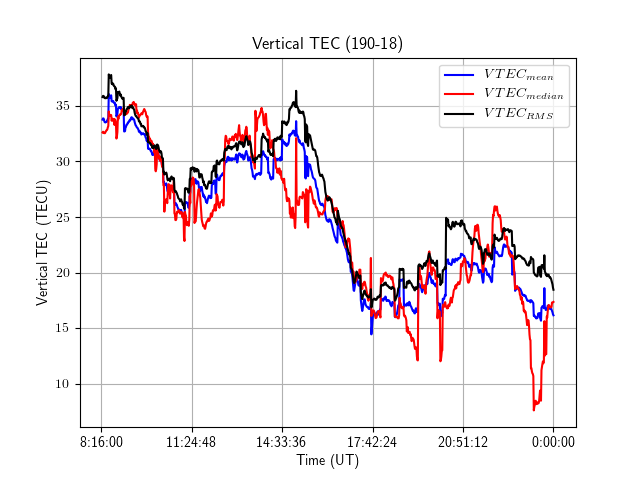 Vertical TEC (190-18)
VTEC_mean
VTEC_median
VTEC_RMS
Vertical TEC (TECU)
35
30
25
20
15
10
8:16:00 11:24:48 14:33:36 17:42:24 20:51:12 0:00:00
Time (UT)